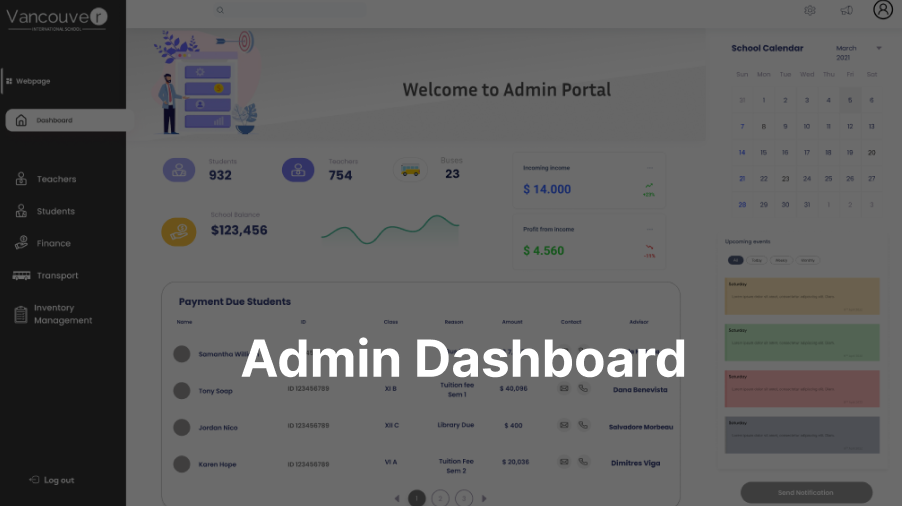 Vancouver
INTERNATIONAL SCHOOL
Webpage
Dashboard
Teachers
Students
Finance
Transport
Inventory
Management
Log out
Welcome to Admin Portal
Students
932
Teachers
754
Buses
23
School Balance
$123,456
Incoming Income
$ 14.000
Profit from Income
$ 4.560
School Calendar
March
2021
Sun Mon Tue Wed Thu Fri Sat
31 1 2 3 4 5 6
7 8 9 10 11 12 13
14 15 16 17 18 19 20
21 22 23 24 25 26 27
28 29 30 31 1 2 3
Upcoming events
All
Saturday
Saturday
Saturday
Saturday
Send Notification
Payment Due Students
Name ID Class Reason Amount Contact Advisor
Samantha
Tony Soap ID 123456789 XI B Tuition fee Sem 1 $ 40,095 Dana Benevista
Jordan Nico ID 123456789 XII C Library Due $ 400 Salvadore Morbeau
Karen Hope ID 123456789 VI A Tuition Fee Sem 2 $ 30,036 Dimitres Viga
1 2 3
Admin Dashboard